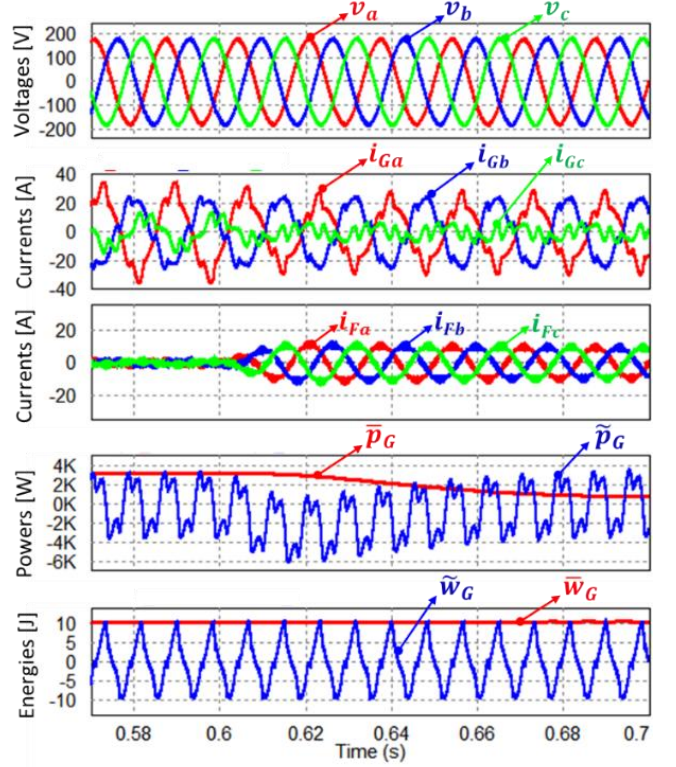 v_a v_b v_c
Voltages [V]
200
100
0
-100
-200
i_Ga i_Gb i_Gc
Currents [A]
40
20
0
-20
-40
i_Fa i_Fb i_Fc
Currents [A]
20
0
-20
p̅_G p̃_G
Powers [W]
4K
2K
0K
-2K
-4K
-6K
w̃_G w̅_G
Energies [J]
10
5
0
-5
-10
0.58 0.6 0.62 0.64 0.66 0.68 0.7
Time (s)